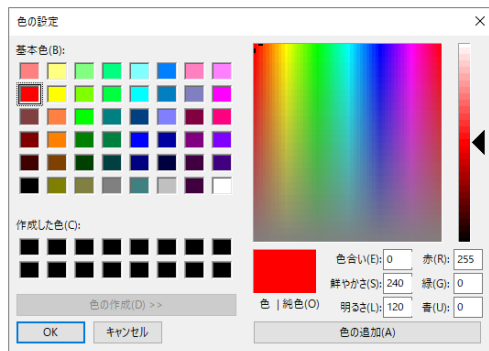 色の設定
基本色(B):
作成した色(C):
色の作成(D) >>
OK キャンセル
色 | 純色(O)
色合い(E): 0 赤(R): 255
鮮やかさ(S): 240 緑(G): 0
明るさ(L): 120 青(U): 0
色の追加(A)